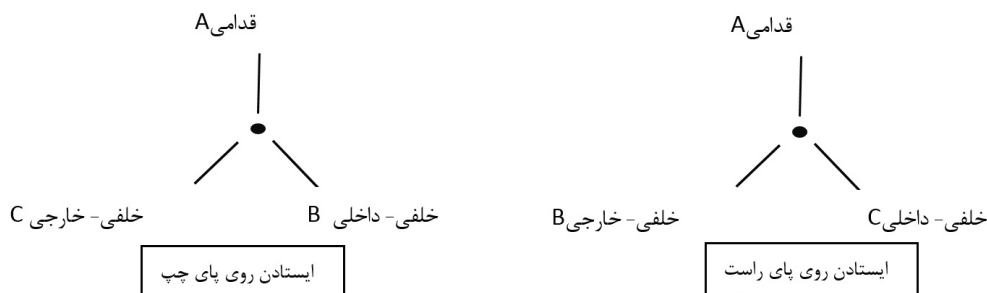 قدامیA
قدامیA
خلفی- داخلیC
خلفی- خارجیB
خلفی- داخلی B
خلفی- خارجی C
ایستادن روی پای راست
ایستادن روی پای چپ